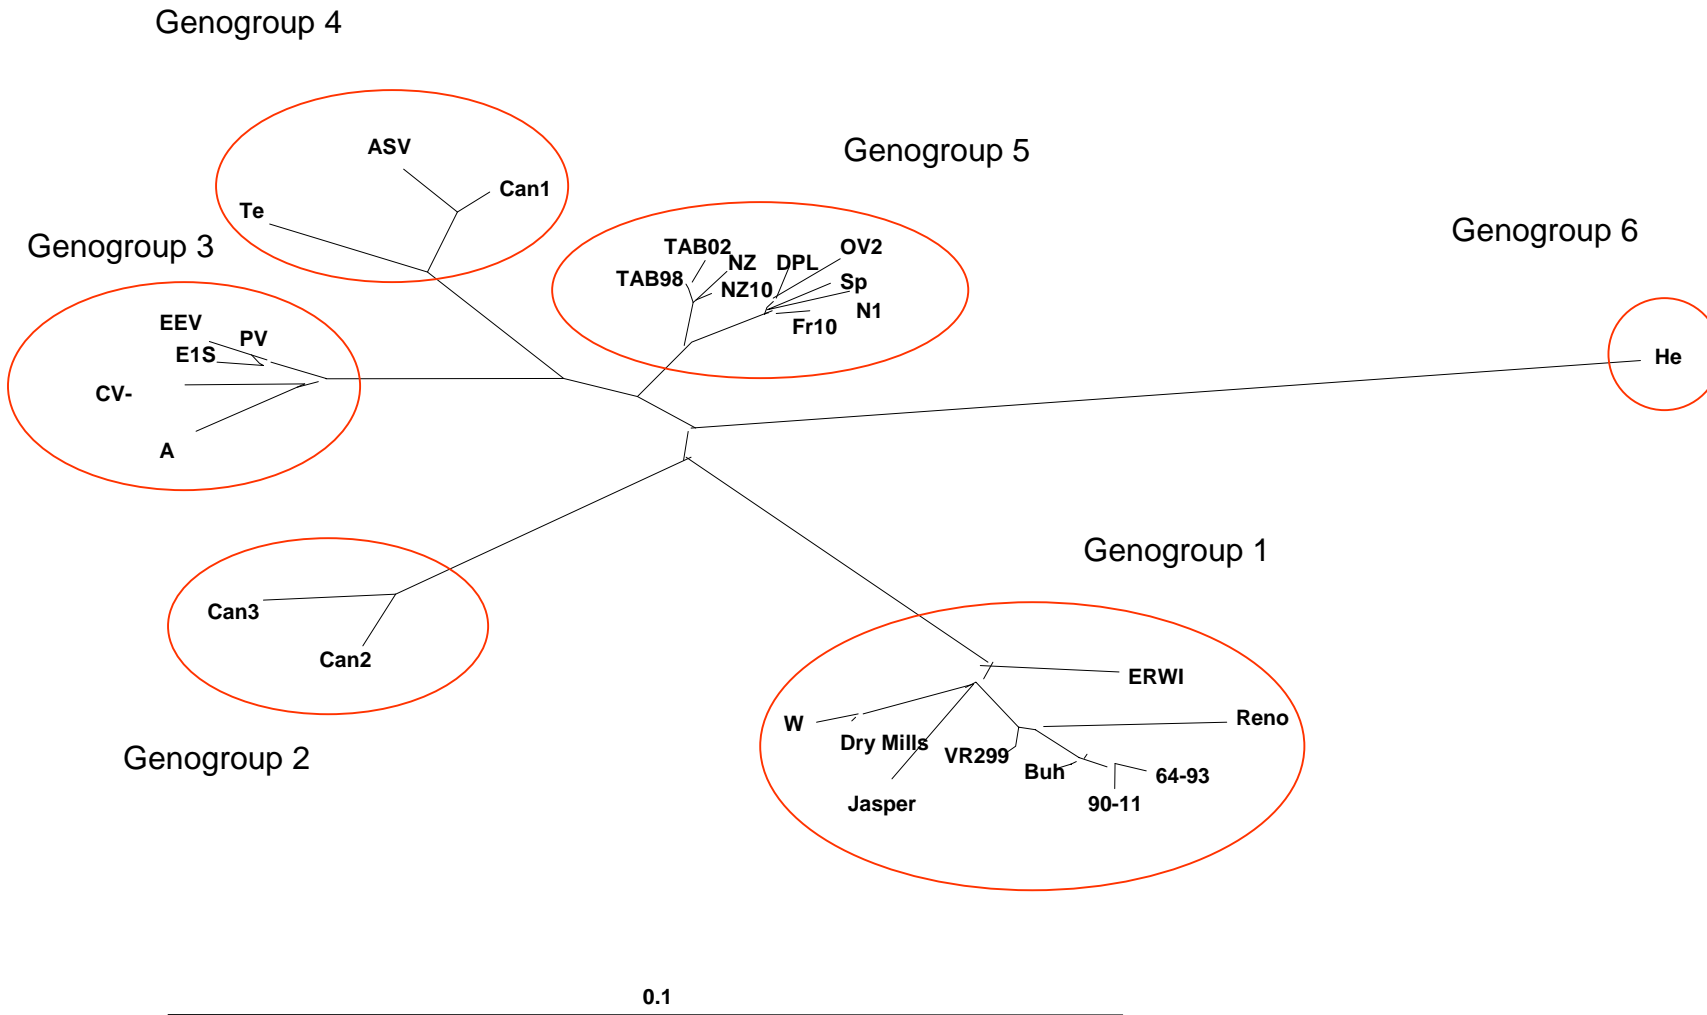 Genogroup 4
ASV
Can1
Te
Genogroup 5
TAB02
NZ
DPL
OV2
TAB98
NZ10
Sp
N1
Fr10
Genogroup 6
He
Genogroup 3
EEV
PV
E1S
CV-
A
Can3
Can2
Genogroup 2
Genogroup 1
ERWI
W
Reno
Dry Mills
VR299
Buh
64-93
Jasper
90-11
0.1